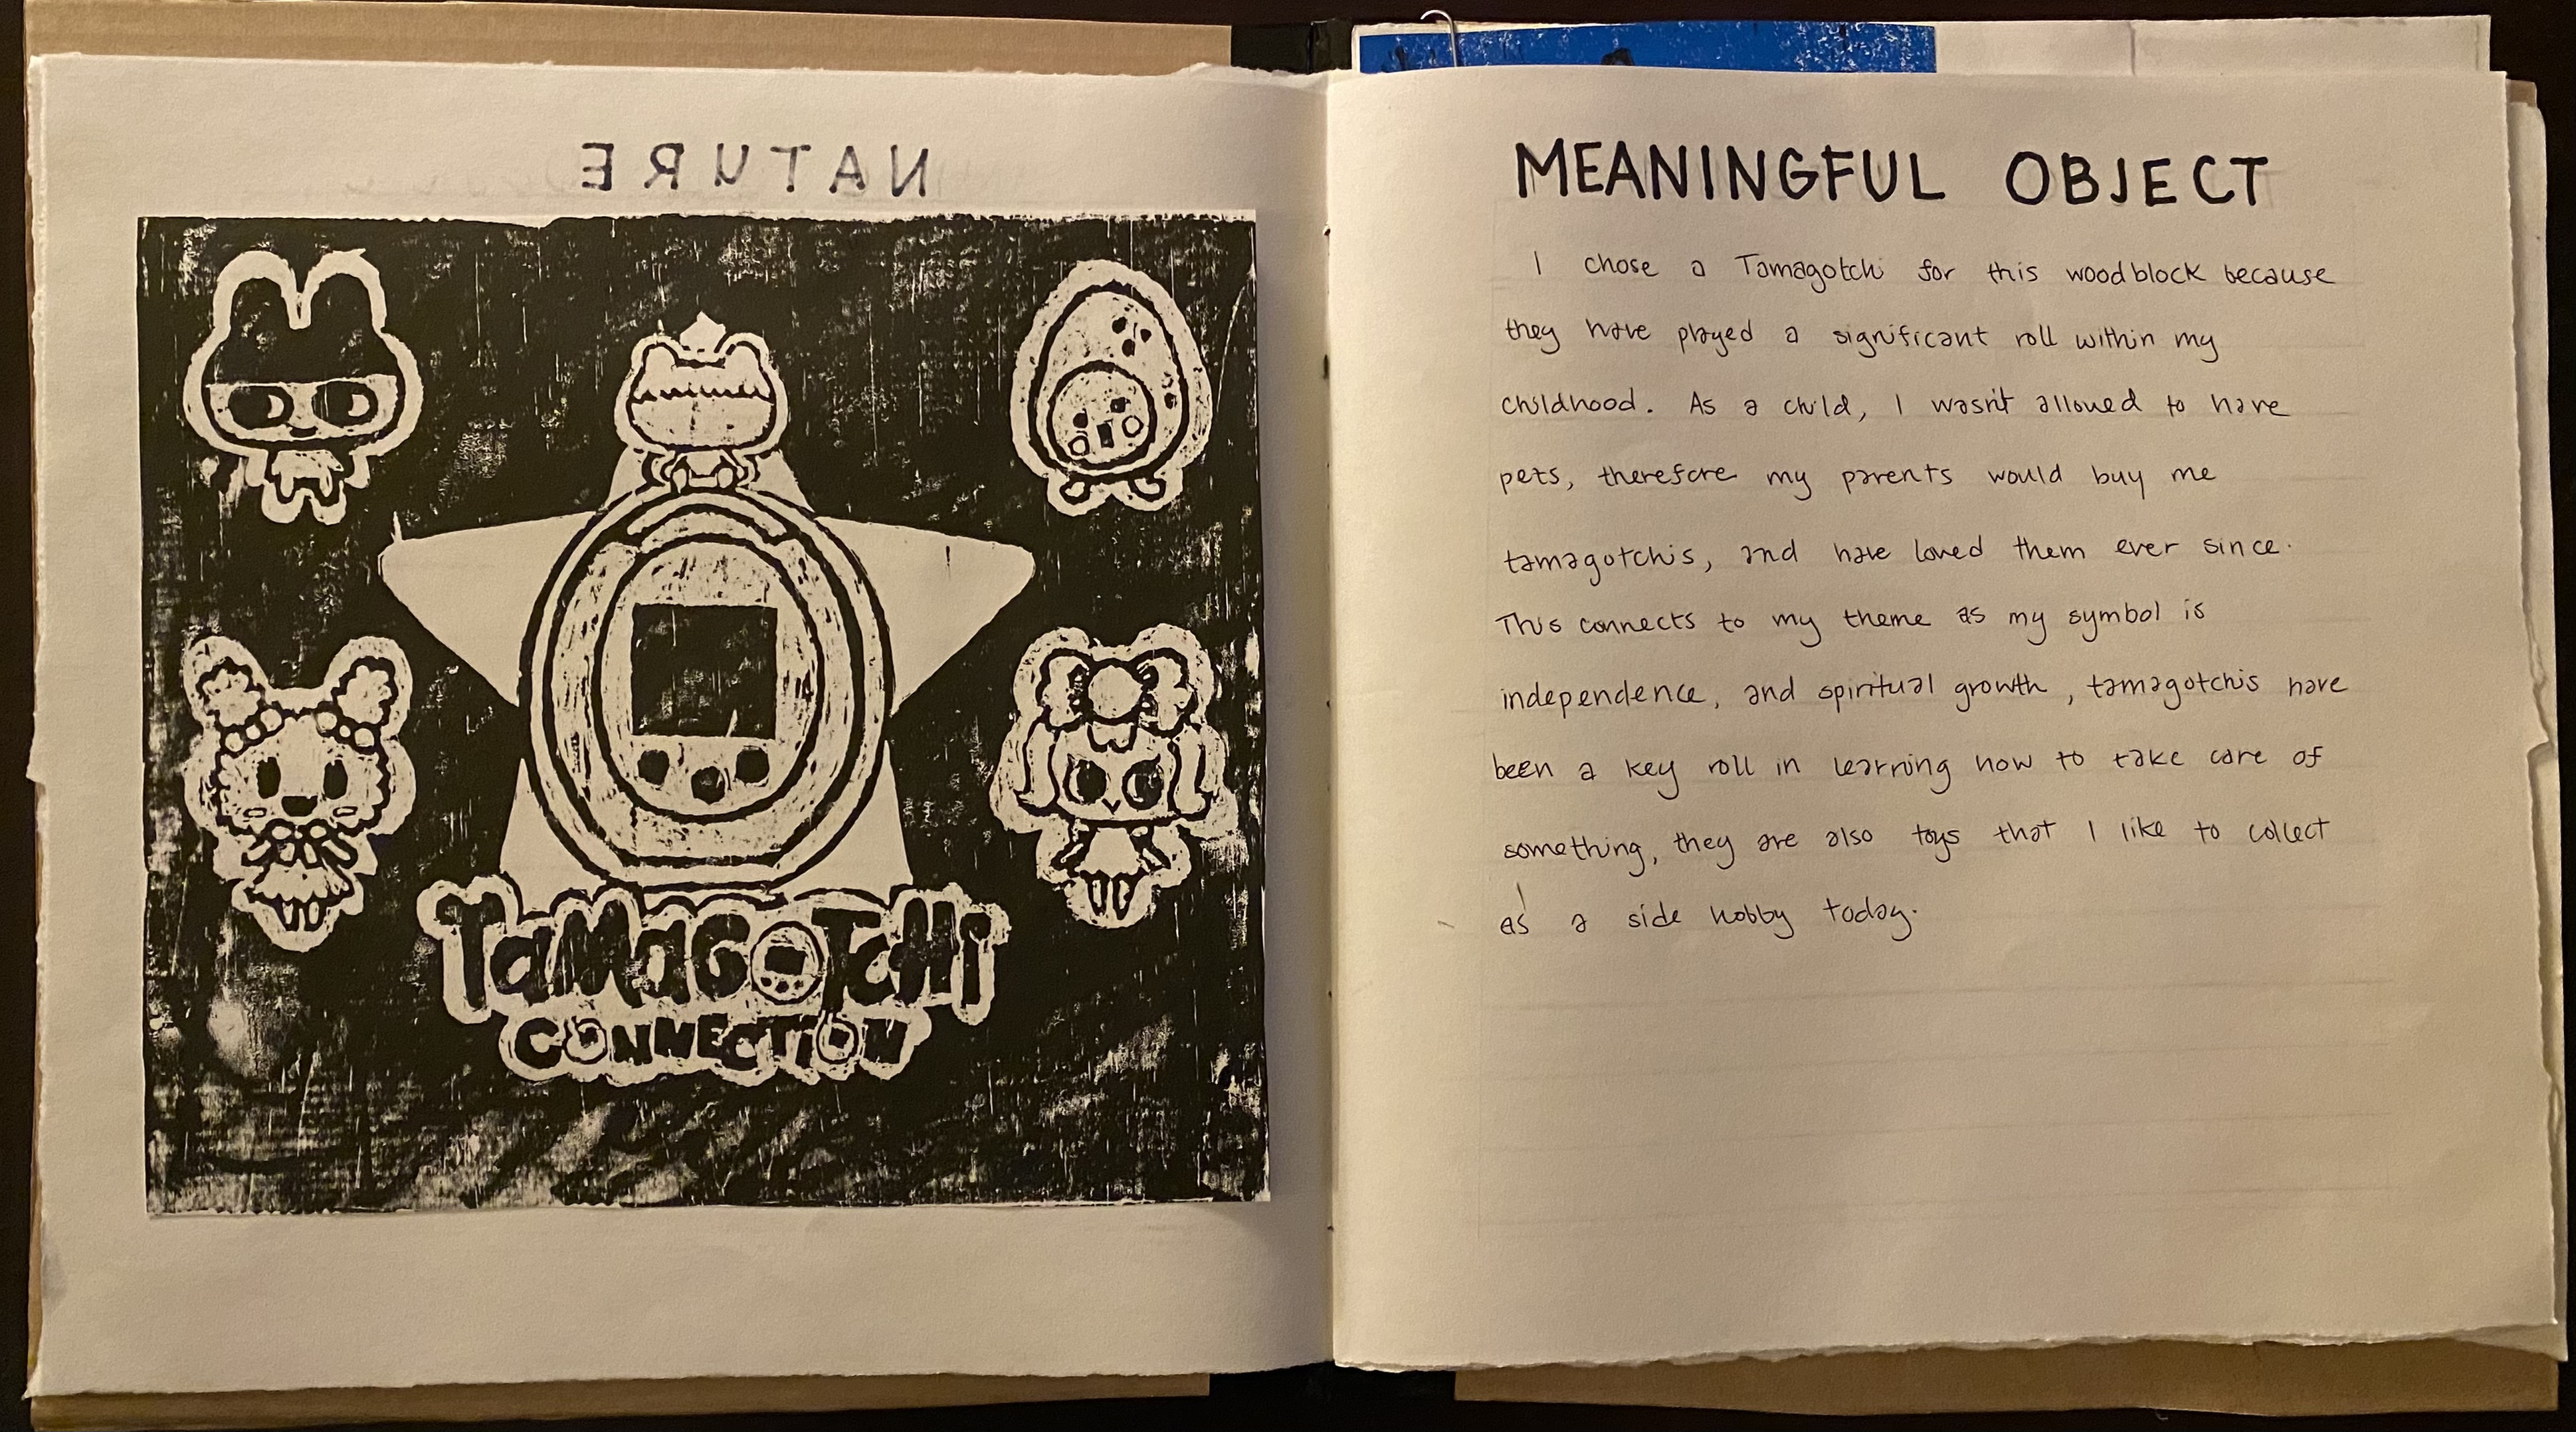 NATURE
TaMaGoTcHi
CONNECTION
MEANINGFUL OBJECT
I chose a Tamagotchi for this woodblock because
they have played a significant roll within my
childhood. As a child, I wasn't allowed to have
pets, therefore my parents would buy me
tamagotchis, and have loved them ever since.
This connects to my theme as my symbol is
independence, and spiritual growth, tamagotchis have
been a key roll in learning how to take care of
something, they are also toys that I like to collect
as a side hobby today.